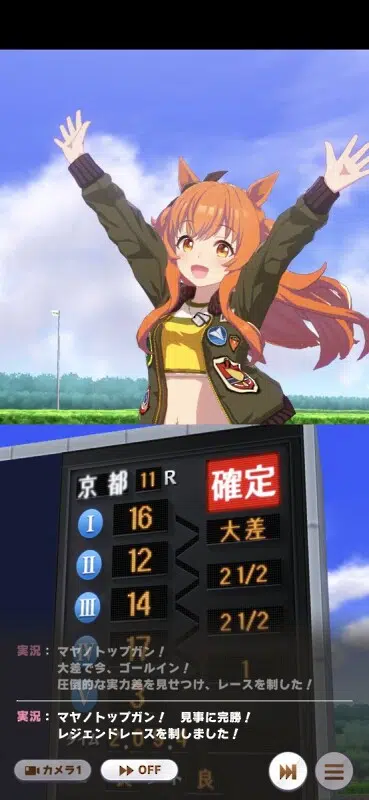 京都 11 R 確定
I 16
大差
II 12
2 1/2
III 14
2 1/2
17
1
3
実況： マヤノトップガン！
大差で今、ゴールイン！
圧倒的な実力差を見せつけ、レースを制した！
実況： マヤノトップガン！ 見事に完勝！
レジェンドレースを制しました！
良
カメラ1
OFF